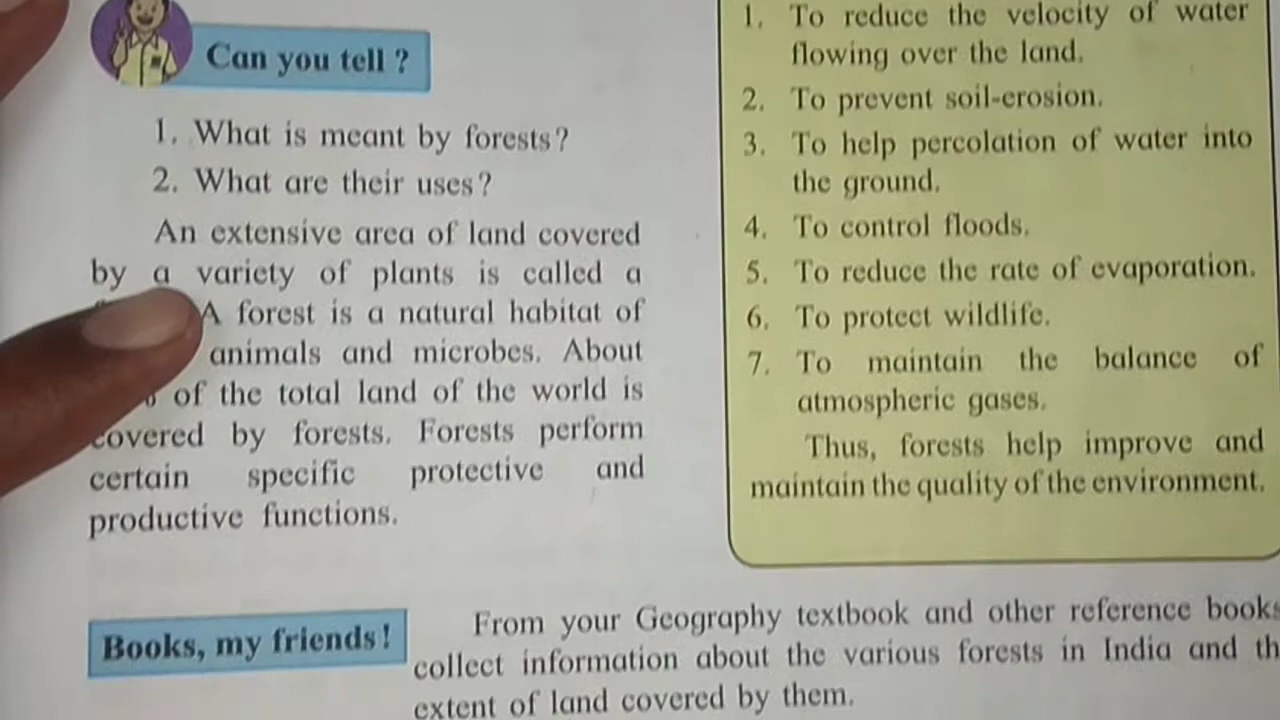 Can you tell ?
1. What is meant by forests?
2. What are their uses?
An extensive area of land covered
by a variety of plants is called a
A forest is a natural habitat of
animals and microbes. About
of the total land of the world is
covered by forests. Forests perform
certain specific protective and
productive functions.
1. To reduce the velocity of water
flowing over the land.
2. To prevent soil-erosion.
3. To help percolation of water into
the ground.
4. To control floods.
5. To reduce the rate of evaporation.
6. To protect wildlife.
7. To maintain the balance of
atmospheric gases.
Thus, forests help improve and
maintain the quality of the environment.
Books, my friends!
From your Geography textbook and other reference books
collect information about the various forests in India and
extent of land covered by them.